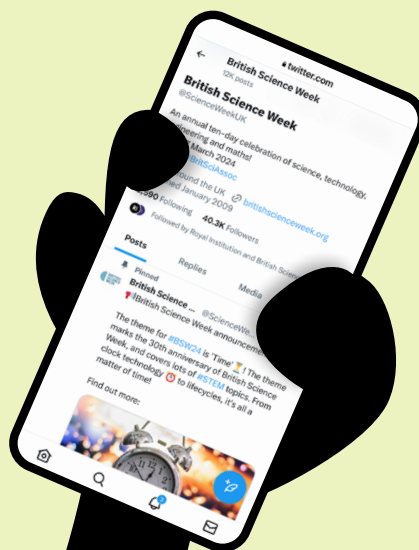 twitter.com
British Science Week
12K posts
British Science Week
@ScienceWeekUK
An annual ten-day celebration of science, technology,
engineering and maths!
March 2024
BritSciAssoc
around the UK britishscienceweek.org
January 2009
Following 40.3K Followers
Followed by Royal Institution and British
Posts Replies Media
Pinned
British Science ... @ScienceWe
British Science Week announcement
The theme for #BSW24 is 'Time' ⏳! The theme
marks the 30th anniversary of British Science
Week, and covers lots of #STEM topics. From
clock technology ⏰ to lifecycles, it's all a
matter of time!
Find out more: